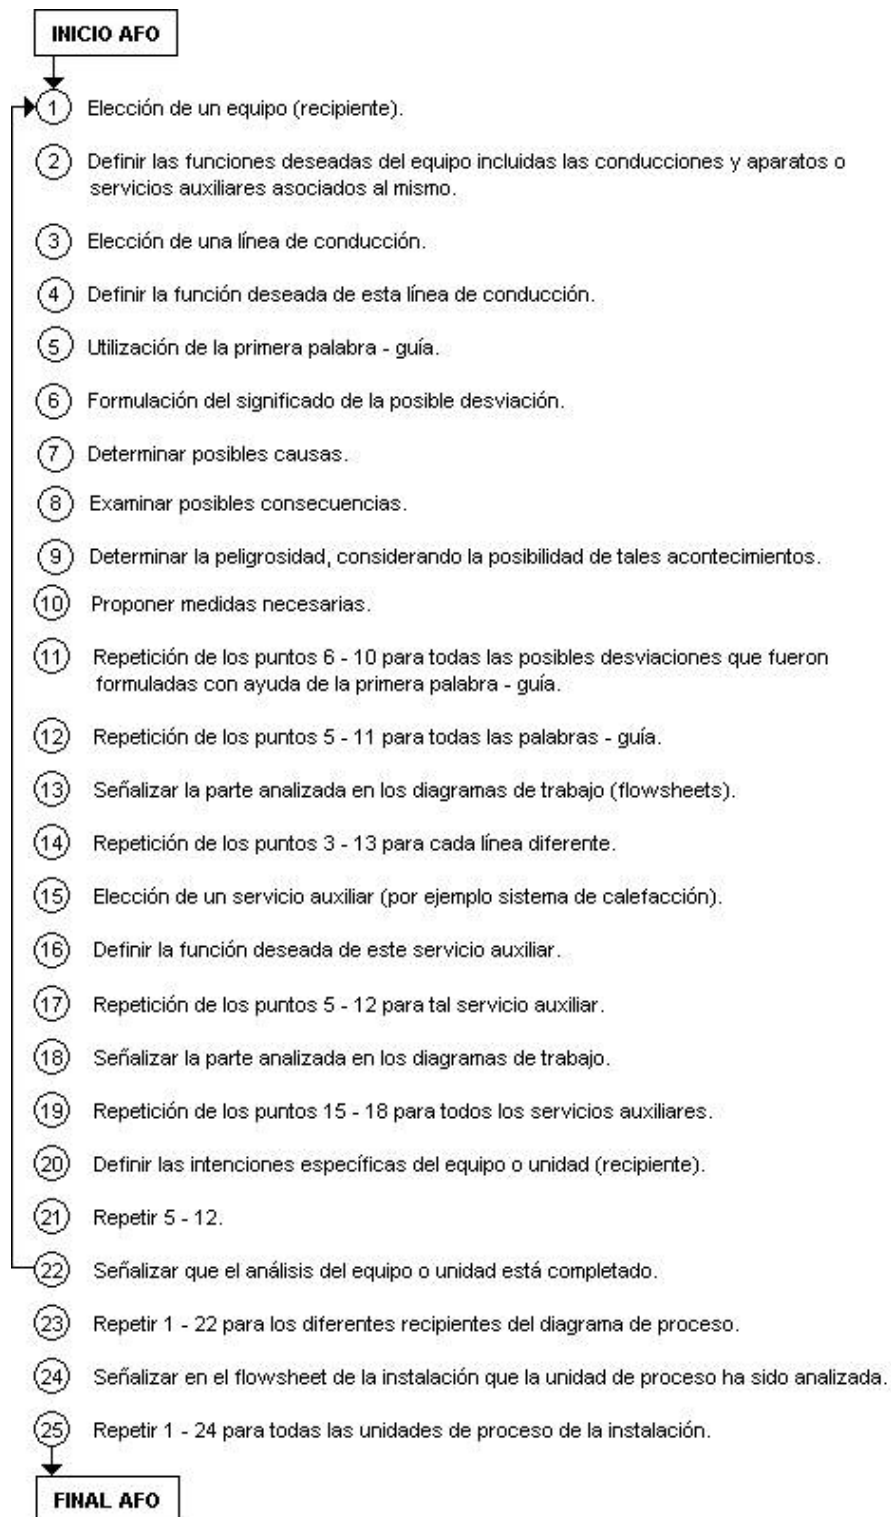 INICIO AFO
1 Elección de un equipo (recipiente).
2 Definir las funciones deseadas del equipo incluidas las conducciones y aparatos o
servicios auxiliares asociados al mismo.
3 Elección de una línea de conducción.
4 Definir la función deseada de esta línea de conducción.
5 Utilización de la primera palabra - guía.
6 Formulación del significado de la posible desviación.
7 Determinar posibles causas.
8 Examinar posibles consecuencias.
9 Determinar la peligrosidad, considerando la posibilidad de tales acontecimientos.
10 Proponer medidas necesarias.
11 Repetición de los puntos 6 - 10 para todas las posibles desviaciones que fueron
formuladas con ayuda de la primera palabra - guía.
12 Repetición de los puntos 5 - 11 para todas las palabras - guía.
13 Señalizar la parte analizada en los diagramas de trabajo (flowsheets).
14 Repetición de los puntos 3 - 13 para cada línea diferente.
15 Elección de un servicio auxiliar (por ejemplo sistema de calefacción).
16 Definir la función deseada de este servicio auxiliar.
17 Repetición de los puntos 5 - 12 para tal servicio auxiliar.
18 Señalizar la parte analizada en los diagramas de trabajo.
19 Repetición de los puntos 15 - 18 para todos los servicios auxiliares.
20 Definir las intenciones específicas del equipo o unidad (recipiente).
21 Repetir 5 - 12.
22 Señalizar que el análisis del equipo o unidad está completado.
23 Repetir 1 - 22 para los diferentes recipientes del diagrama de proceso.
24 Señalizar en el flowsheet de la instalación que la unidad de proceso ha sido analizada.
25 Repetir 1 - 24 para todas las unidades de proceso de la instalación.
FINAL AFO